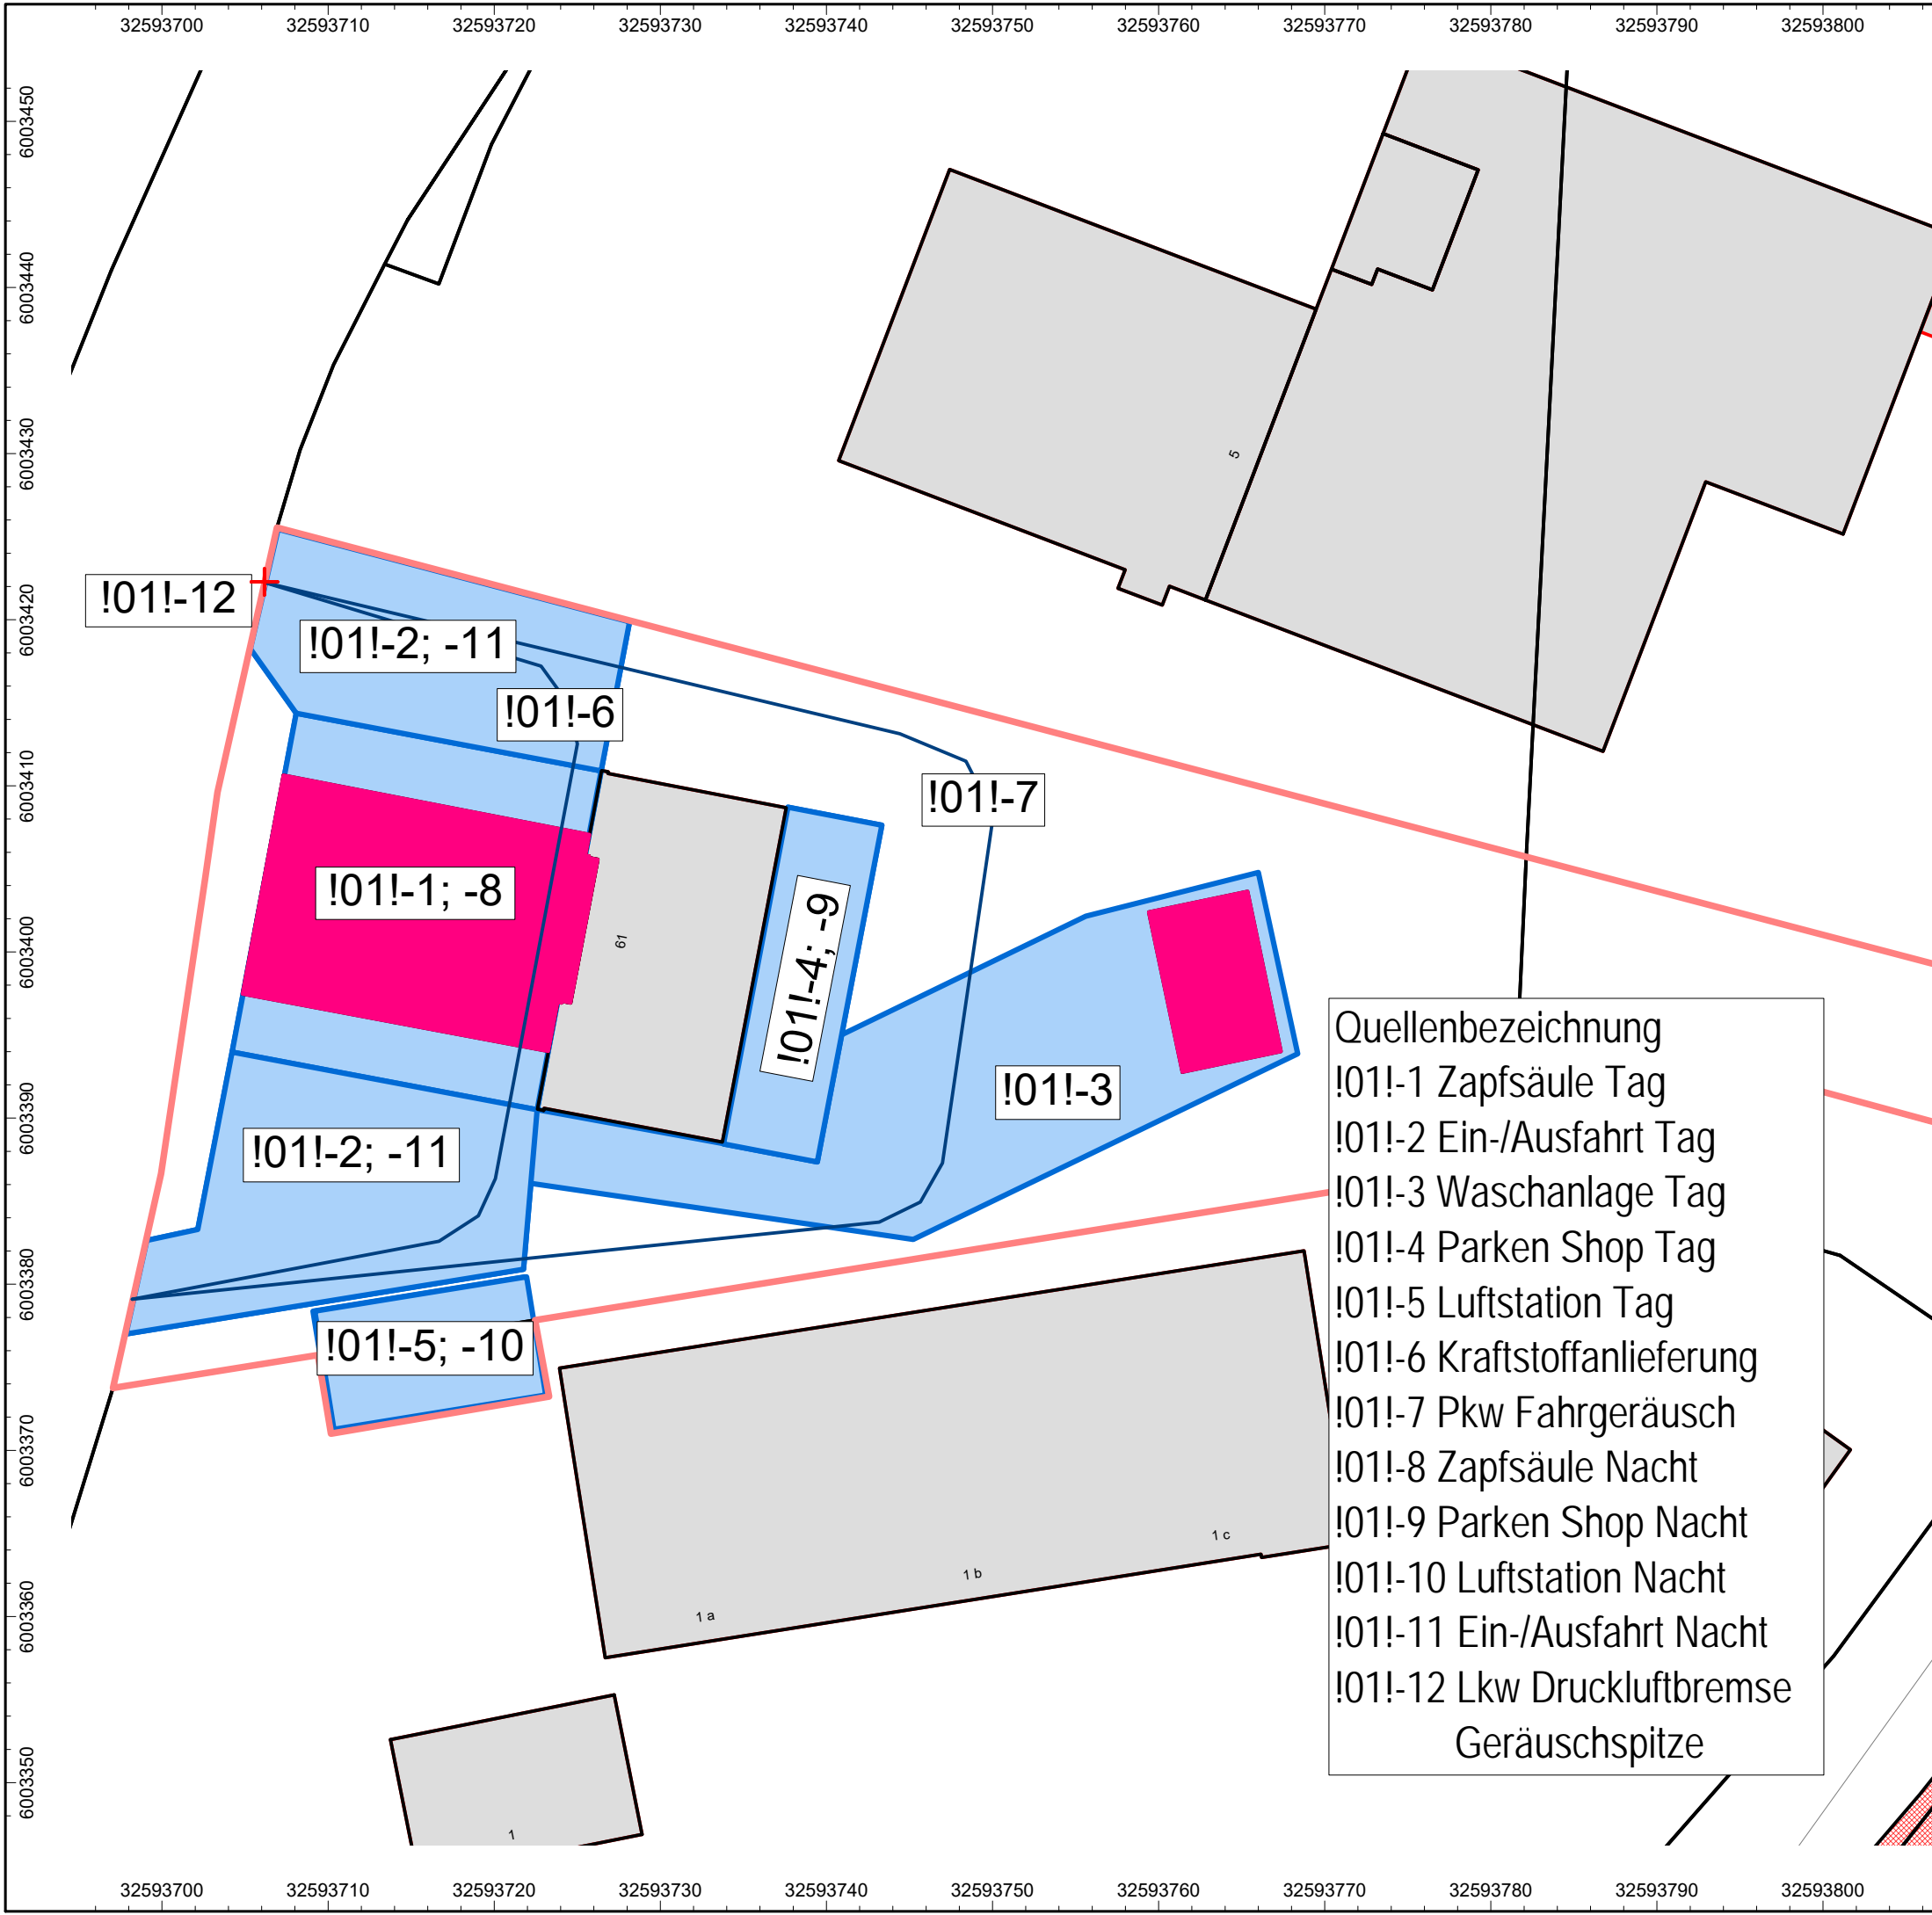 32593700 32593710 32593720 32593730 32593740 32593750 32593760 32593770 32593780 32593790 32593800
6003450
6003440
6003430
6003420
6003410
6003400
6003390
6003380
6003370
6003360
6003350
5
!01!-12
!01!-2; -11
!01!-6
!01!-7
!01!-1; -8
61
!01!-4; -9
!01!-3
!01!-2; -11
!01!-5; -10
1 c
1 b
1 a
1
Quellenbezeichnung
!01!-1 Zapfsäule Tag
!01!-2 Ein-/Ausfahrt Tag
!01!-3 Waschanlage Tag
!01!-4 Parken Shop Tag
!01!-5 Luftstation Tag
!01!-6 Kraftstoffanlieferung
!01!-7 Pkw Fahrgeräusch
!01!-8 Zapfsäule Nacht
!01!-9 Parken Shop Nacht
!01!-10 Luftstation Nacht
!01!-11 Ein-/Ausfahrt Nacht
!01!-12 Lkw Druckluftbremse
Geräuschspitze
32593700 32593710 32593720 32593730 32593740 32593750 32593760 32593770 32593780 32593790 32593800